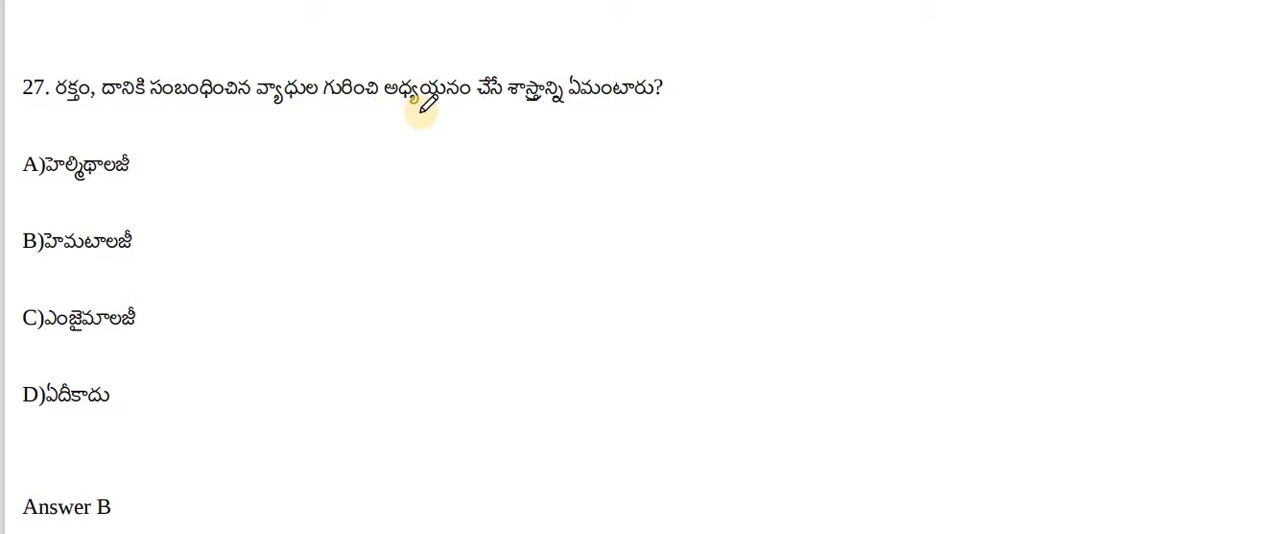 27. రక్తం, దానికి సంబంధించిన వ్యాధుల గురించి అధ్యయనం చేసే శాస్త్రాన్ని ఏమంటారు?
A)హెల్మిథాలజీ
B)హెమటాలజీ
C)ఎంజైమాలజీ
D)ఏదీకాదు
Answer B